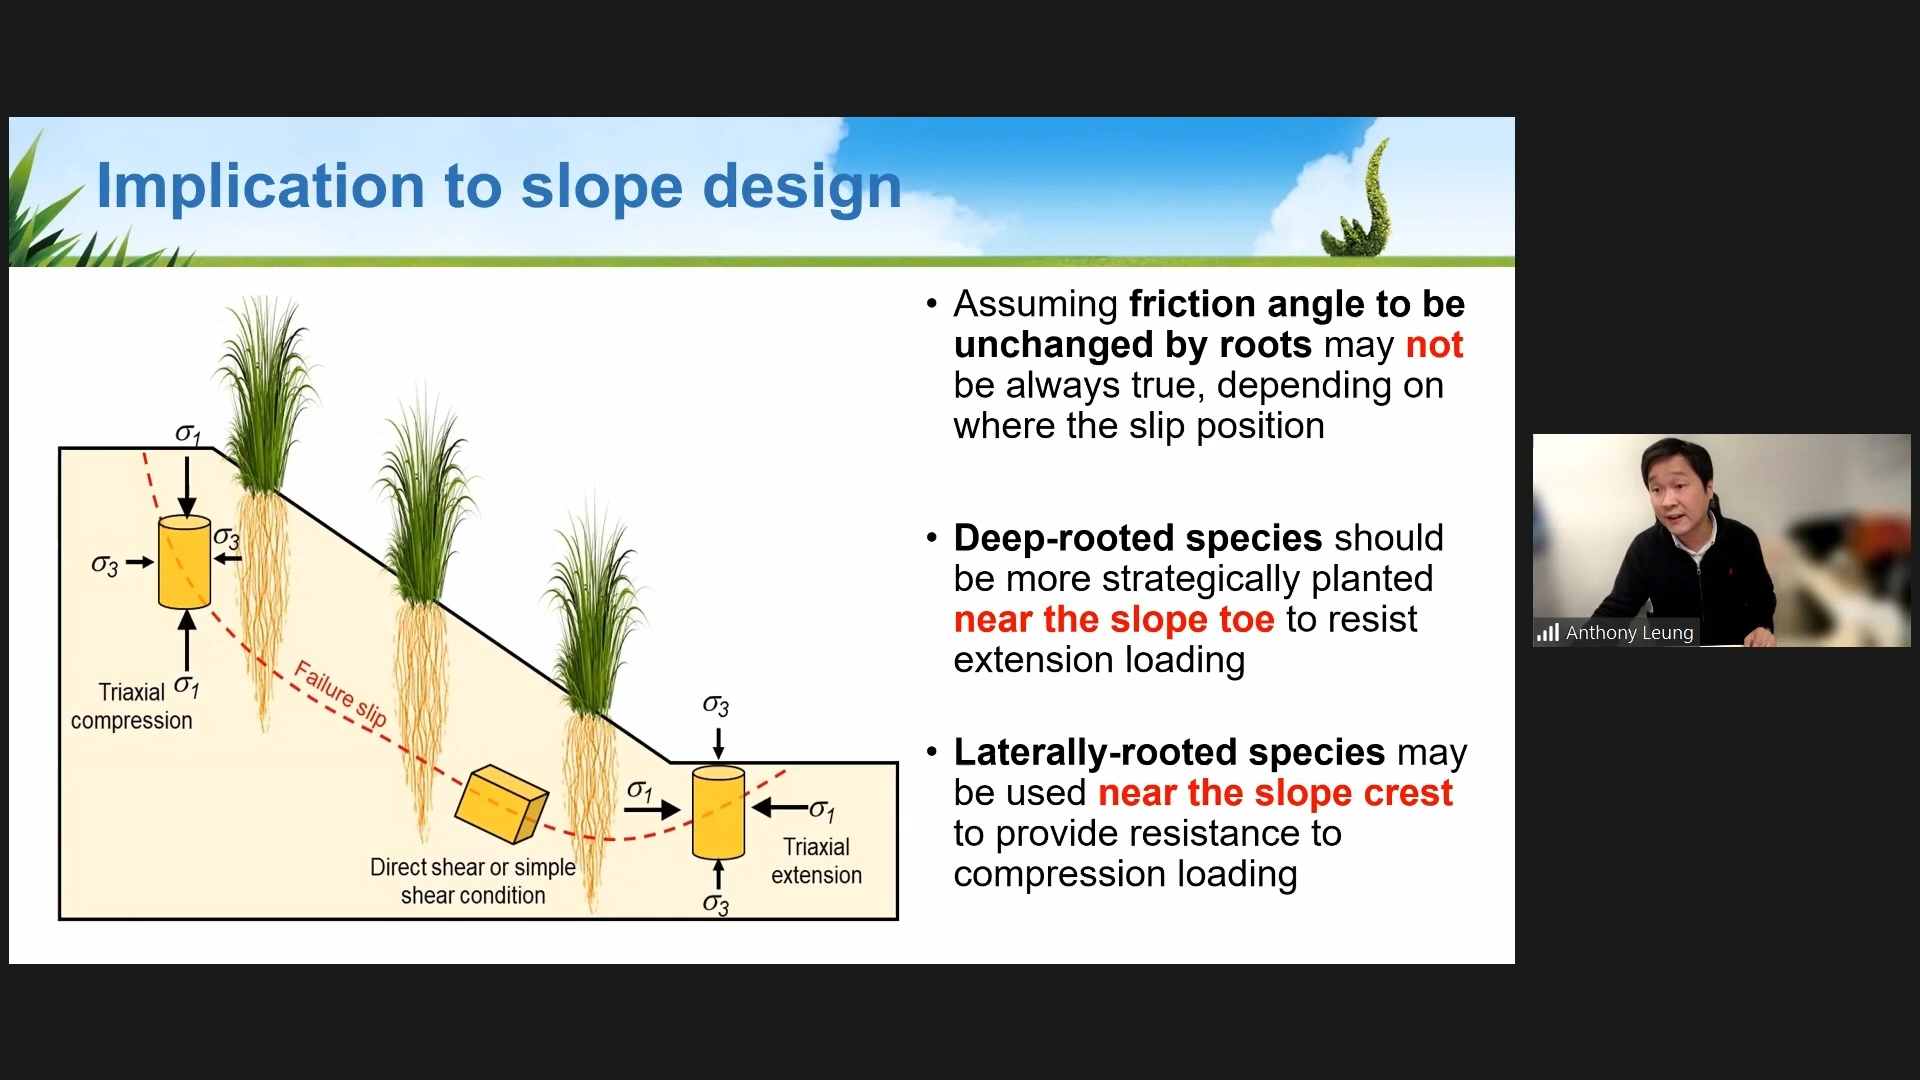 Implication to slope design
• Assuming friction angle to be
unchanged by roots may not
be always true, depending on
where the slip position
• Deep-rooted species should
be more strategically planted
near the slope toe to resist
extension loading
• Laterally-rooted species may
be used near the slope crest
to provide resistance to
compression loading
σ1
σ3
σ3
σ1
Triaxial
compression
Failure slip
Direct shear or simple
shear condition
σ3
σ1
σ1
σ3
Triaxial
extension
Anthony Leung